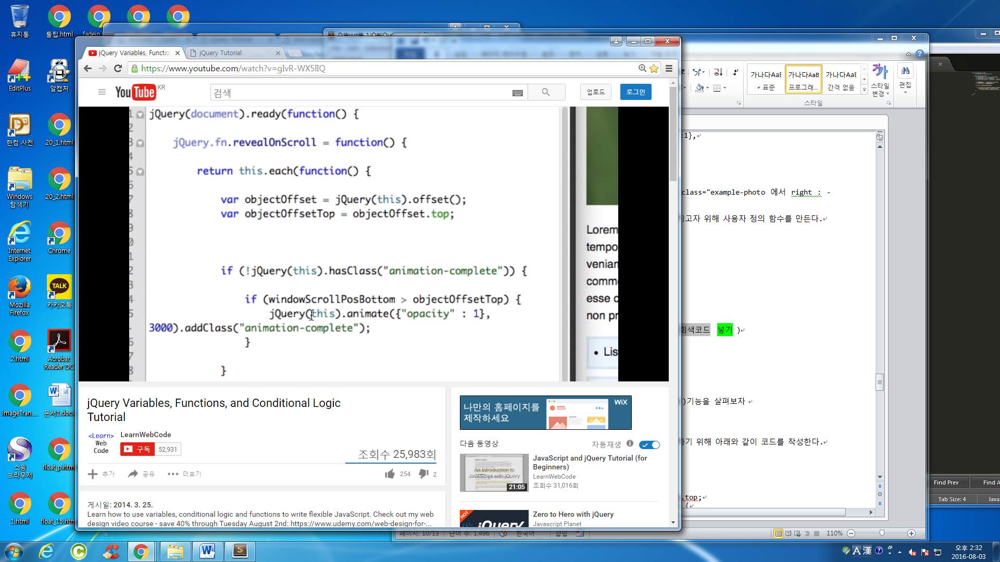 휴지통
툴팁.html
fadein
EditPlus
알캡처
한컴 사전
20_1.html
Windows
탐색기
20_2.html
Internet
Explorer
Chrome
Mozilla
Firefox
카카오톡
TALK
2.html
Acrobat
Reader DC
imageTran....
문서1.docx
스윙
브라우저
float_p.htm
1.html
float_15.htm
jQuery Variables, Functio
jQuery Tutorial
https://www.youtube.com/watch?v=gIvR-WX5lIQ
YouTube KR
검색
업로드
로그인
1 jQuery(document).ready(function() {
2
3 jQuery.fn.revealOnScroll = function() {
4
5 return this.each(function() {
6
7 var objectOffset = jQuery(this).offset();
8 var objectOffsetTop = objectOffset.top;
9
0
1
2 if (!jQuery(this).hasClass("animation-complete")) {
3
4 if (windowScrollPosBottom > objectOffsetTop) {
5 jQuery(this).animate({"opacity" : 1},
3000).addClass("animation-complete");
6 }
7
8 }
Lorem
tempo
veniar
comm
esse c
non pr
• Lis
jQuery Variables, Functions, and Conditional Logic
Tutorial
<Learn>
Web
Code
LearnWebCode
구독 52,931
조회수 25,983회
추가 공유 더보기
254 2
게시일: 2014. 3. 25.
Learn how to use variables, conditional logic and functions to write flexible JavaScript. Check out my web
design video course - save 40% through Tuesday August 2nd: https://www.udemy.com/web-design-for-...
나만의 홈페이지를
제작하세요
WiX
다음 동영상
자동재생
JavaScript and jQuery Tutorial (for
Beginners)
LearnWebCode
조회수 31,016회
An Introduction to
JavaScript with jQuery
21:05
Zero to Hero with jQuery
Javascript Planet
HOT
jQuery
가나다AaE 가나다AaB 가나다AaE
표준 프로그래... 간격 없음
스타일
변경
편집
스타일
:1},
class="example-photo 에서 right : -
고자 위해 사용자 정의 함수를 만든다.
회색코드 넣기 )
)기능을 살펴보자
하기 위해 아래와 같이 코드를 작성한다.
.top;
{
페이지: 10/13 단어 수: 1,496 한국어 삽입
110%
Find Prev Find A
Tab Size: 4 Java
A 漢
오후 2:32
2016-08-03